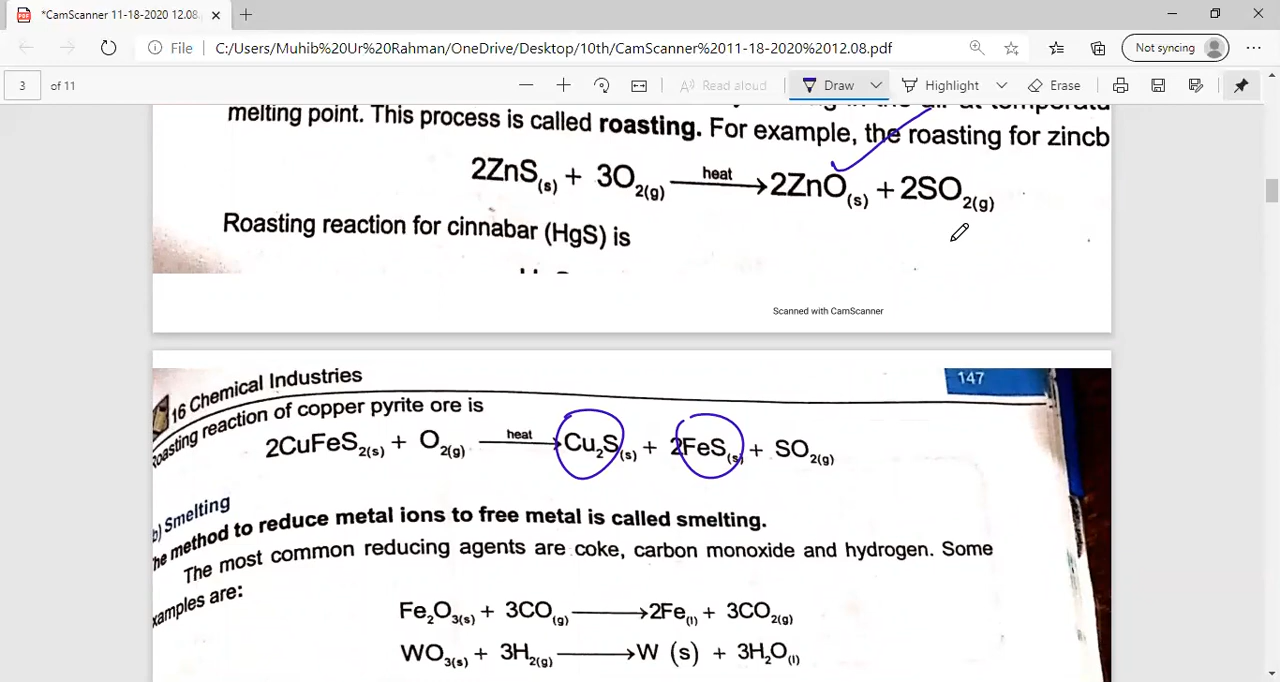 *CamScanner 11-18-2020 12.08.
File C:/Users/Muhib%20Ur%20Rahman/OneDrive/Desktop/10th/CamScanner%2011-18-2020%2012.08.pdf Not syncing
3 of 11 Read aloud Draw Highlight Erase
melting point. This process is called roasting. For example, the roasting for zincb
2ZnS(s) + 3O2(g) heat → 2ZnO(s) + 2SO2(g)
Roasting reaction for cinnabar (HgS) is
Scanned with CamScanner
16 Chemical Industries 147
Roasting reaction of copper pyrite ore is
2CuFeS2(s) + O2(g) heat → Cu2S(s) + 2FeS(s) + SO2(g)
b) Smelting
he method to reduce metal ions to free metal is called smelting.
The most common reducing agents are coke, carbon monoxide and hydrogen. Some
xamples are:
Fe2O3(s) + 3CO(g) → 2Fe(l) + 3CO2(g)
WO3(s) + 3H2(g) → W (s) + 3H2O(l)